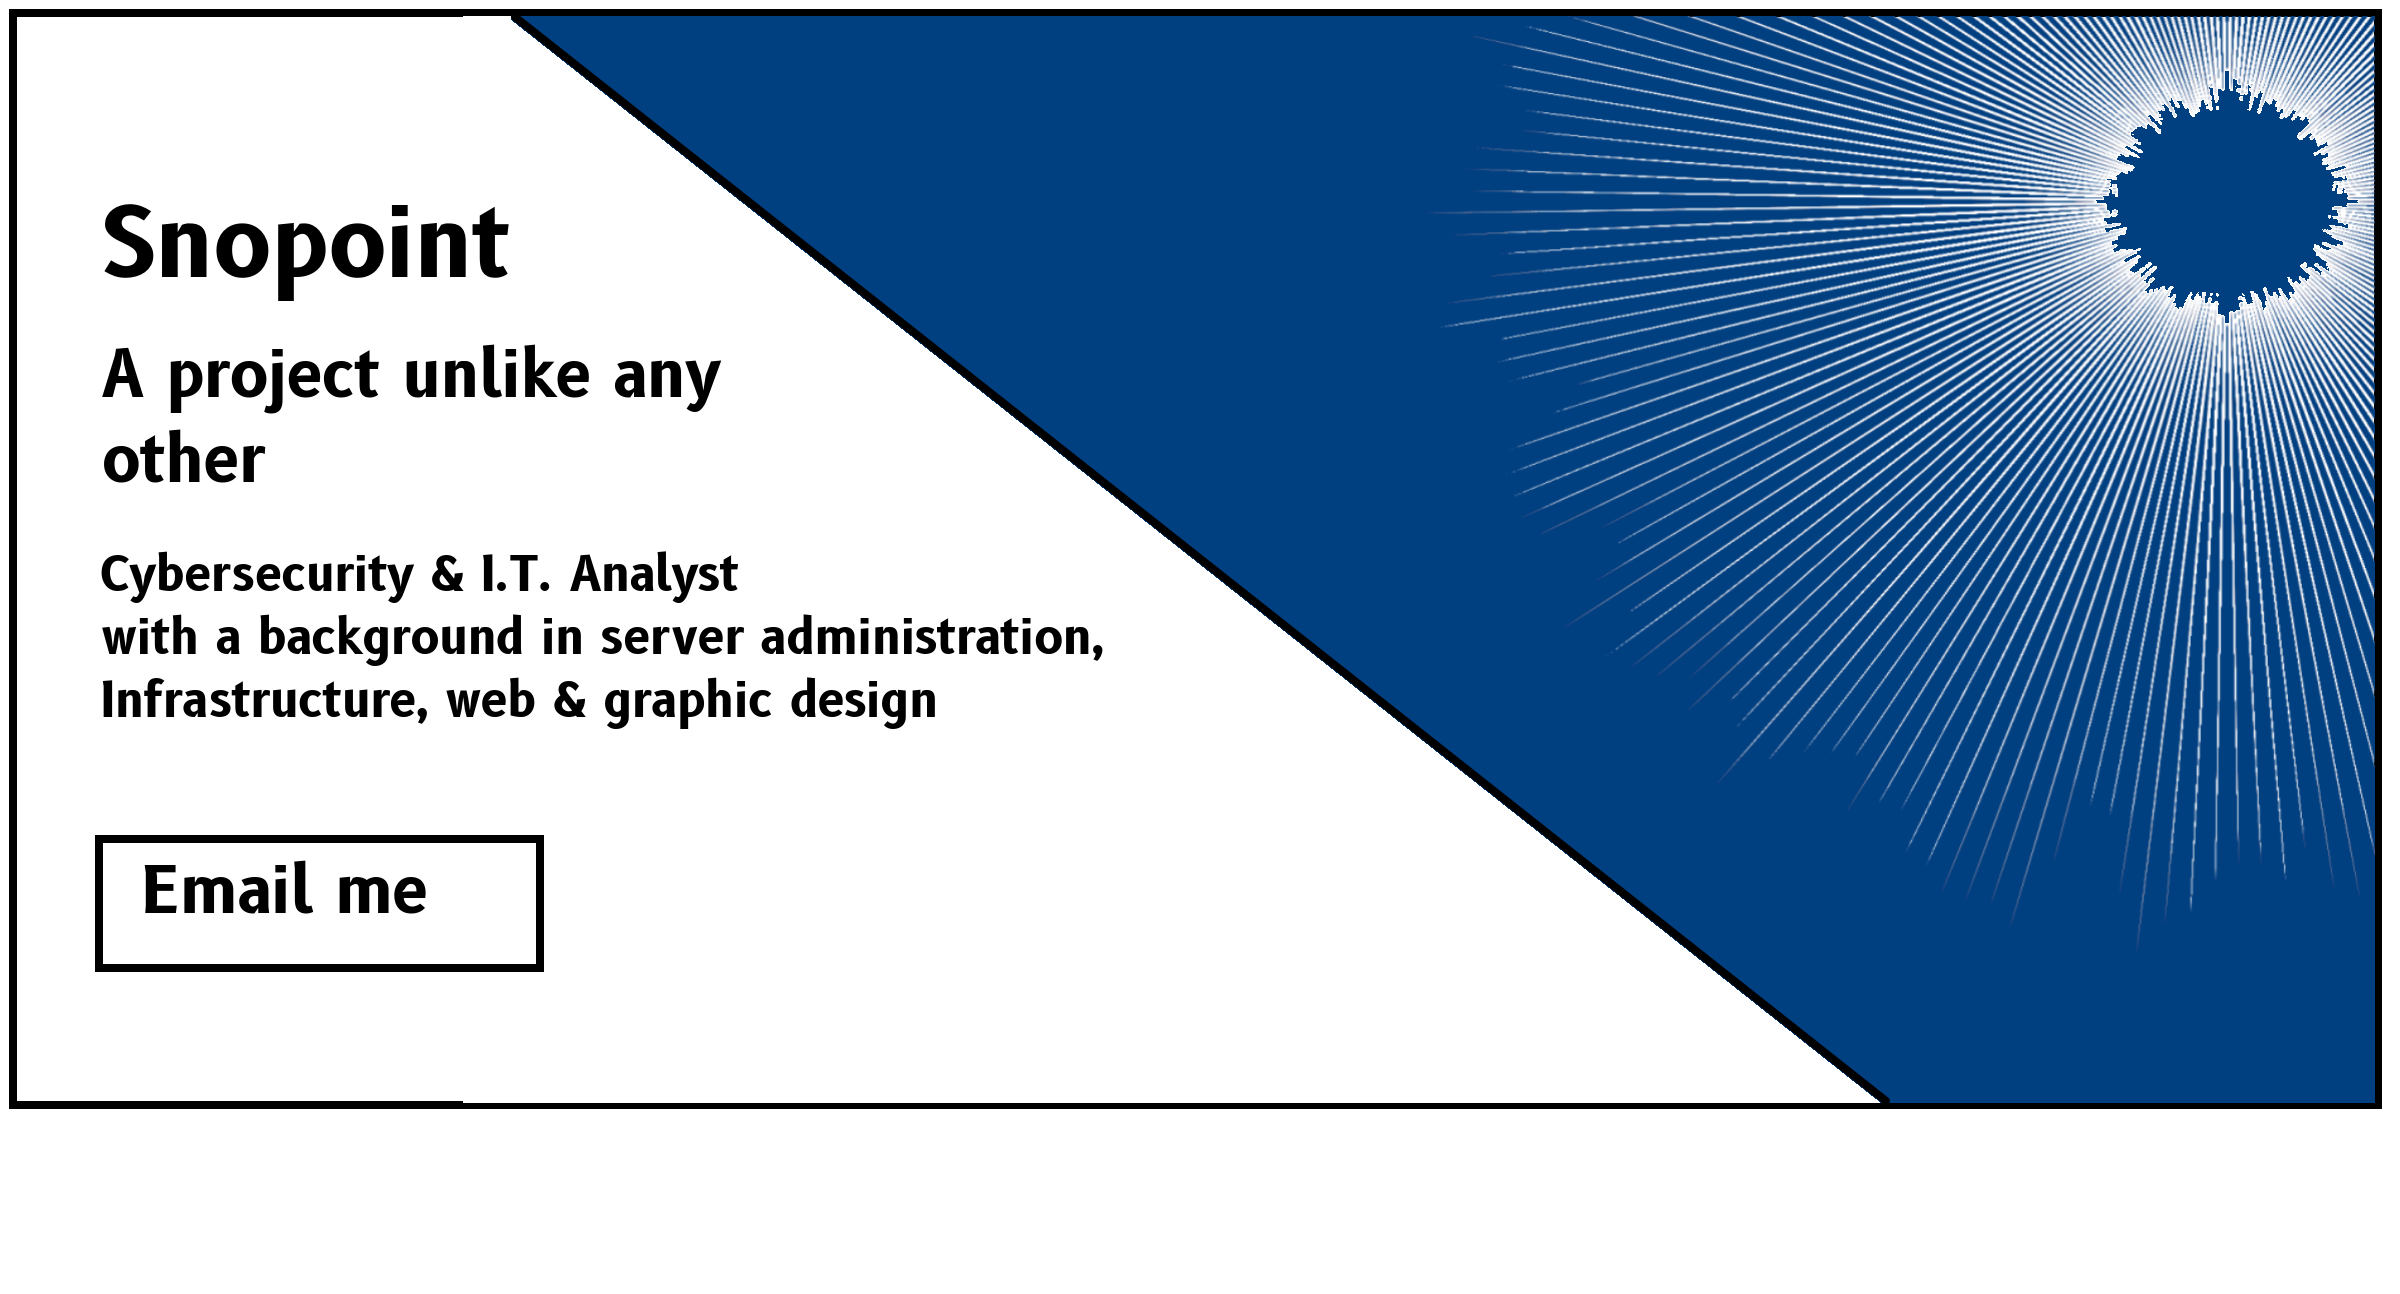 Snopoint
A project unlike any
other
Cybersecurity & I.T. Analyst
with a background in server administration,
Infrastructure, web & graphic design
Email me